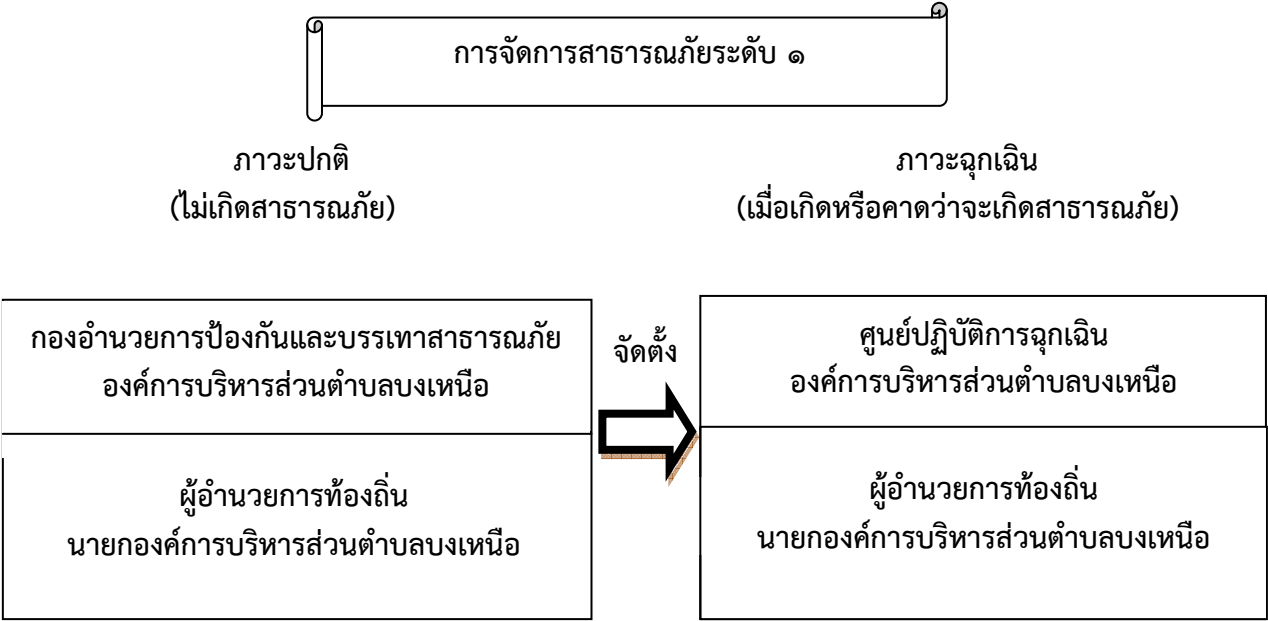 การจัดการสาธารณภัยระดับ ๑
ภาวะปกติ
(ไม่เกิดสาธารณภัย)
ภาวะฉุกเฉิน
(เมื่อเกิดหรือคาดว่าจะเกิดสาธารณภัย)
กองอำนวยการป้องกันและบรรเทาสาธารณภัย
องค์การบริหารส่วนตำบลบงเหนือ
ผู้อำนวยการท้องถิ่น
นายกองค์การบริหารส่วนตำบลบงเหนือ
จัดตั้ง
ศูนย์ปฏิบัติการฉุกเฉิน
องค์การบริหารส่วนตำบลบงเหนือ
ผู้อำนวยการท้องถิ่น
นายกองค์การบริหารส่วนตำบลบงเหนือ